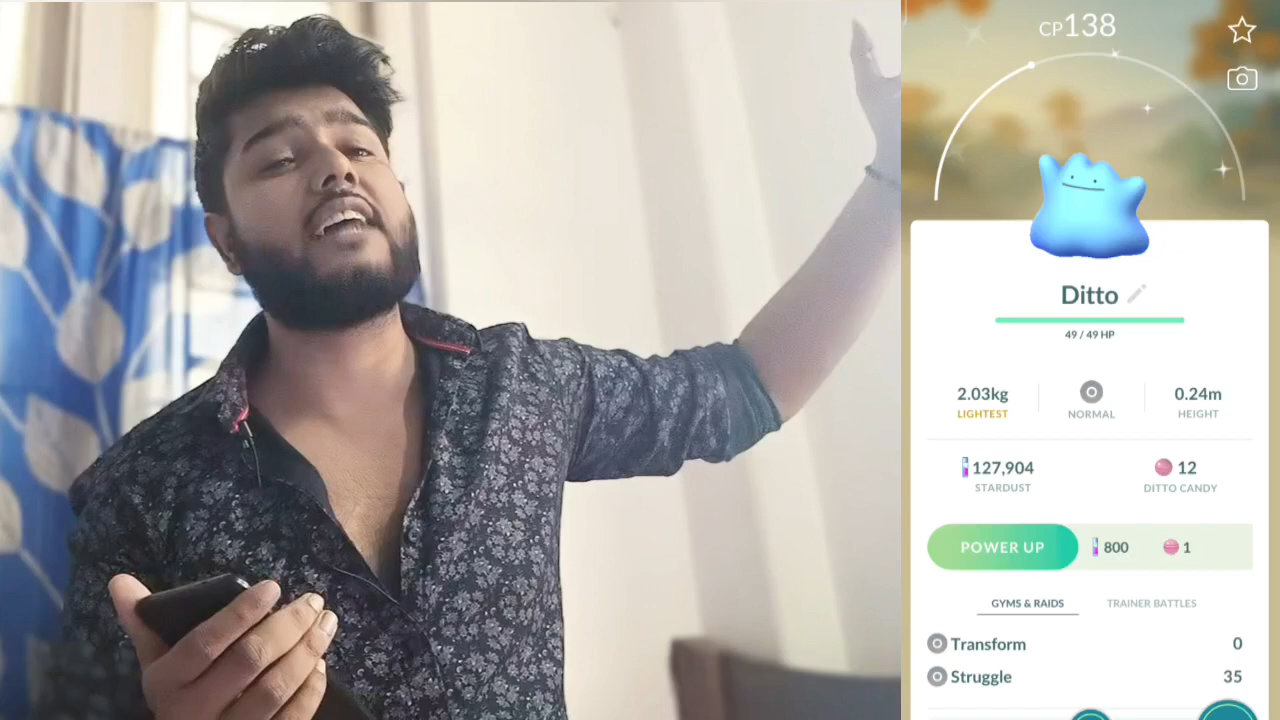 CP138
Ditto
49 / 49 HP
2.03kg
LIGHTEST
NORMAL
0.24m
HEIGHT
127,904
STARDUST
12
DITTO CANDY
POWER UP
800
1
GYMS & RAIDS
TRAINER BATTLES
Transform 0
Struggle 35